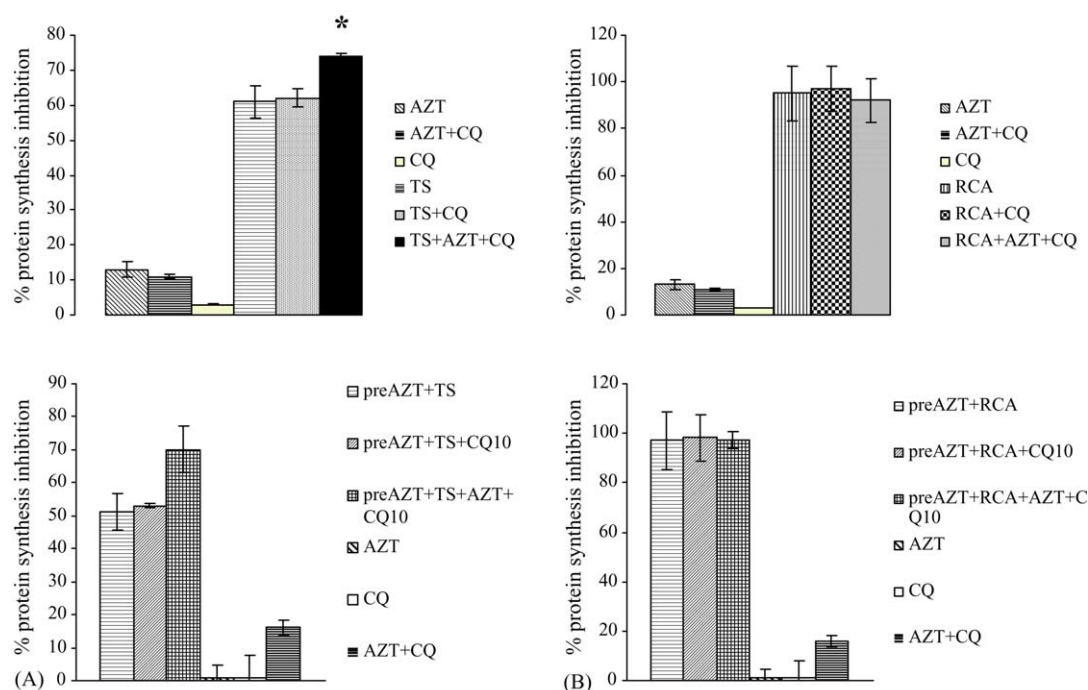 *
80
70
60
50
40
30
20
10
0
% protein synthesis inhibition
AZT
AZT+CQ
CQ
TS
TS+CQ
TS+AZT+CQ
120
100
80
60
40
20
0
% protein synthesis inhibition
AZT
AZT+CQ
CQ
RCA
RCA+CQ
RCA+AZT+CQ
90
80
70
60
50
40
30
20
10
0
% protein synthesis inhibition
preAZT+TS
preAZT+TS+CQ10
preAZT+TS+AZT+
CQ10
AZT
CQ
AZT+CQ
(A)
120
100
80
60
40
20
0
% protein synthesis inhibition
preAZT+RCA
preAZT+RCA+CQ10
preAZT+RCA+AZT+C
Q10
AZT
CQ
AZT+CQ
(B)